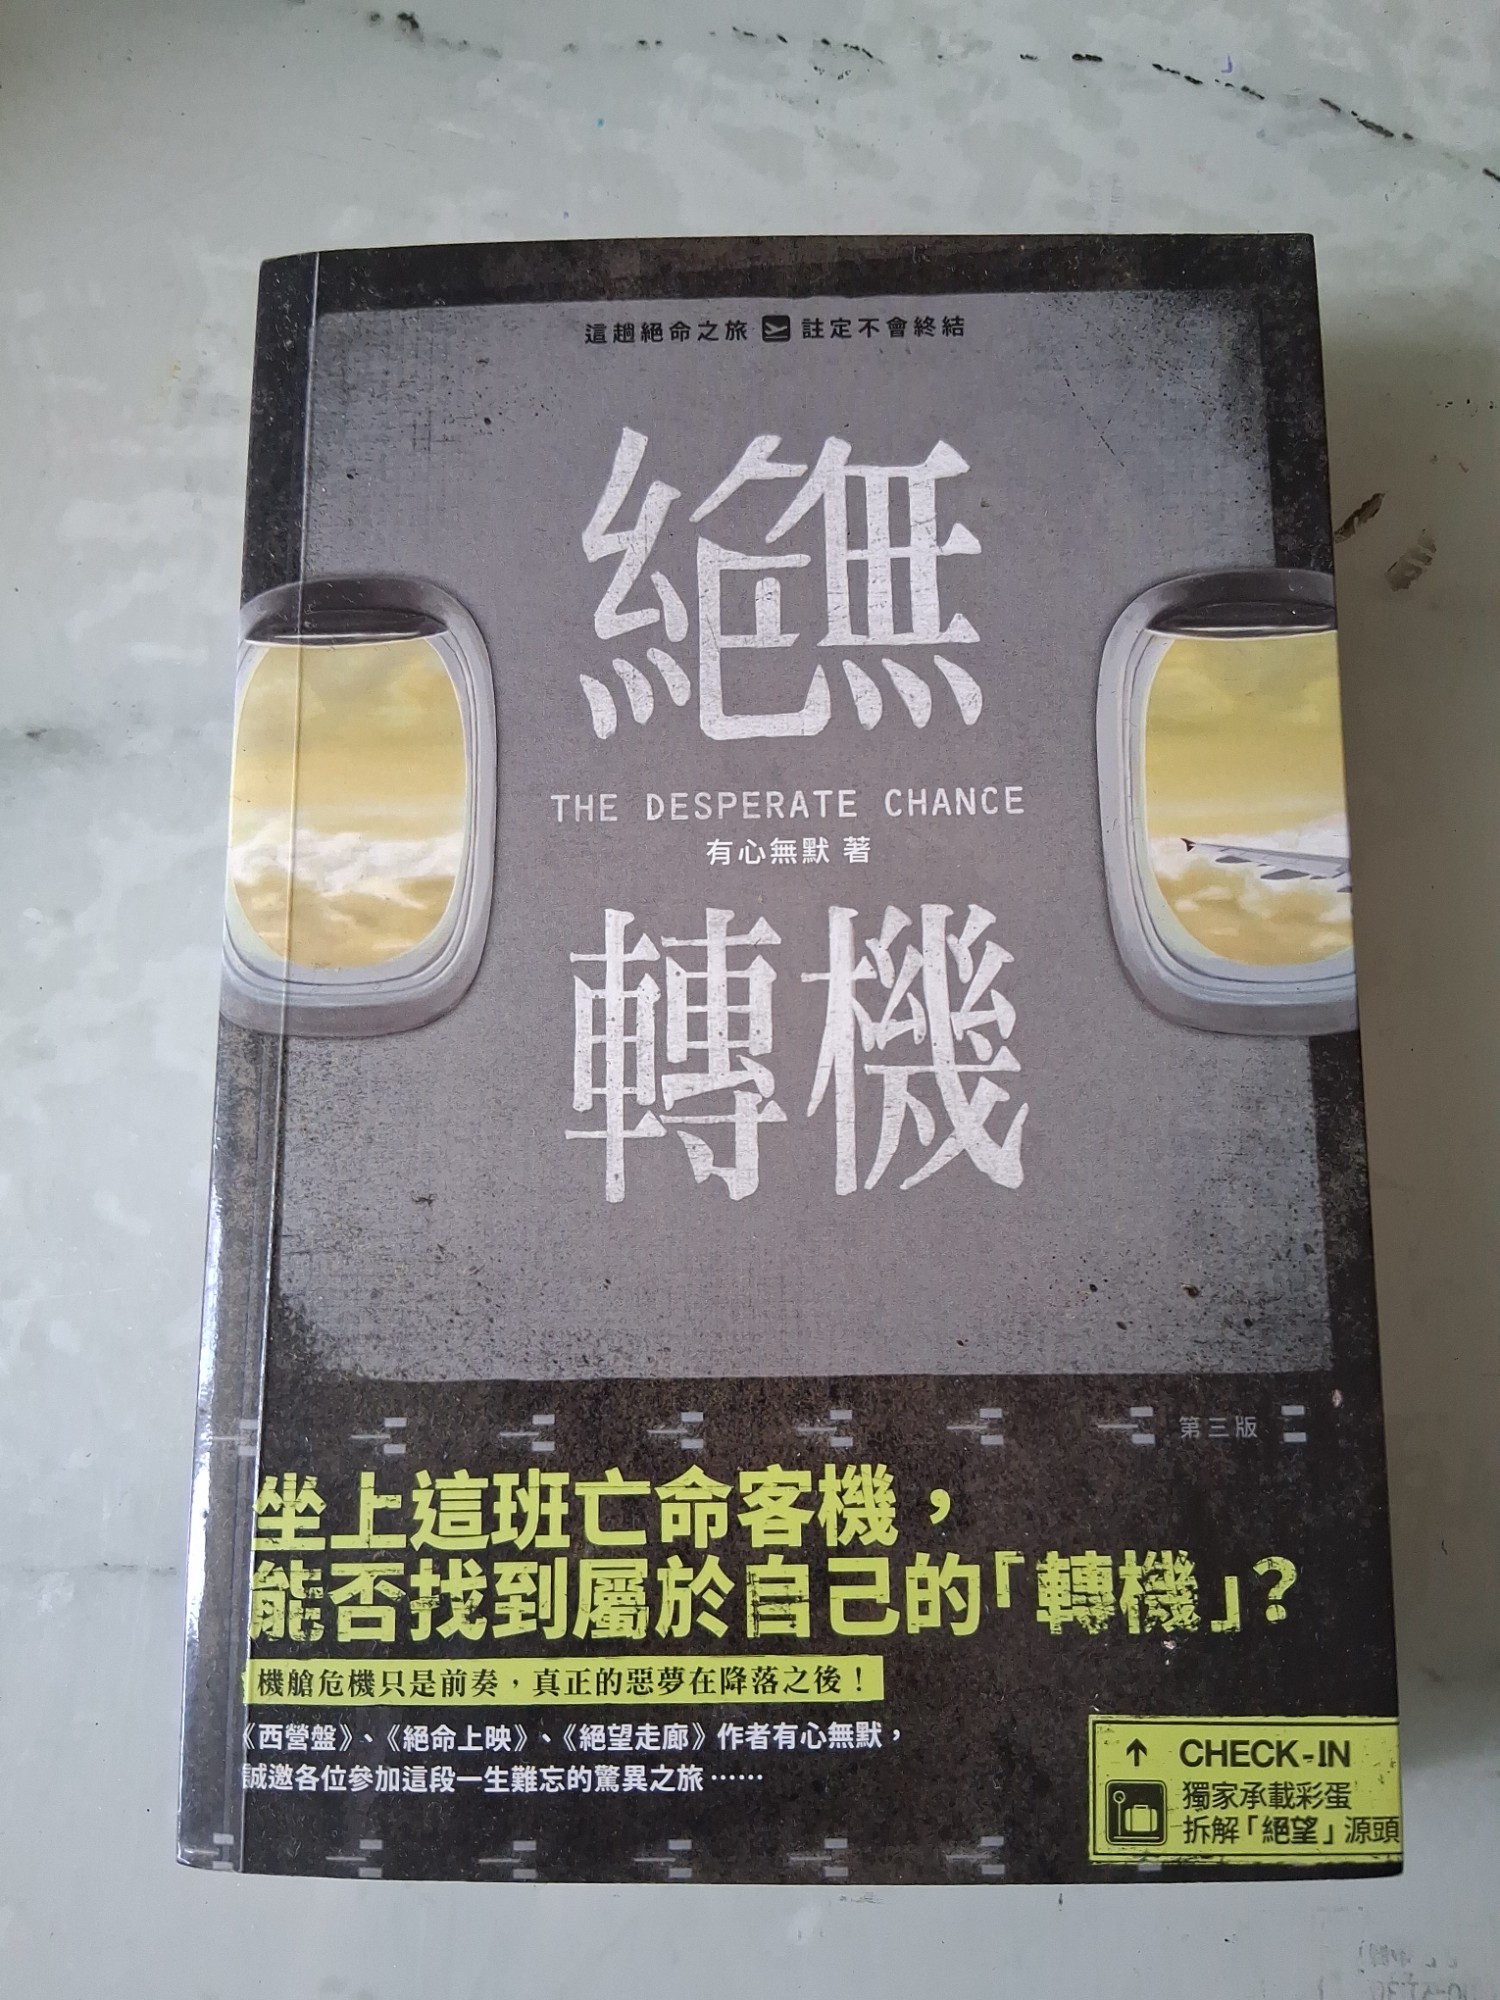 這趟絕命之旅 註定不會終結
絕無
THE DESPERATE CHANCE
有心無默 著
轉機
第三版
坐上這班亡命客機，
能否找到屬於自己的「轉機」？
機艙危機只是前奏，真正的惡夢在降落之後！
《西營盤》、《絕命上映》、《絕望走廊》作者有心無默，
誠邀各位參加這段一生難忘的驚異之旅……
↑ CHECK-IN
獨家承載彩蛋
拆解「絕望」源頭